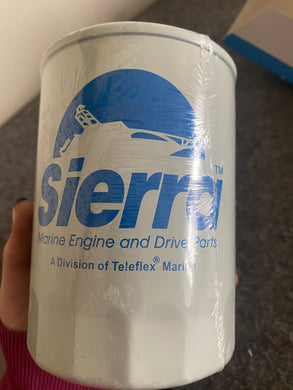 Sierra™
Marine Engine and Drive Parts
A Division of Teleflex® Marine